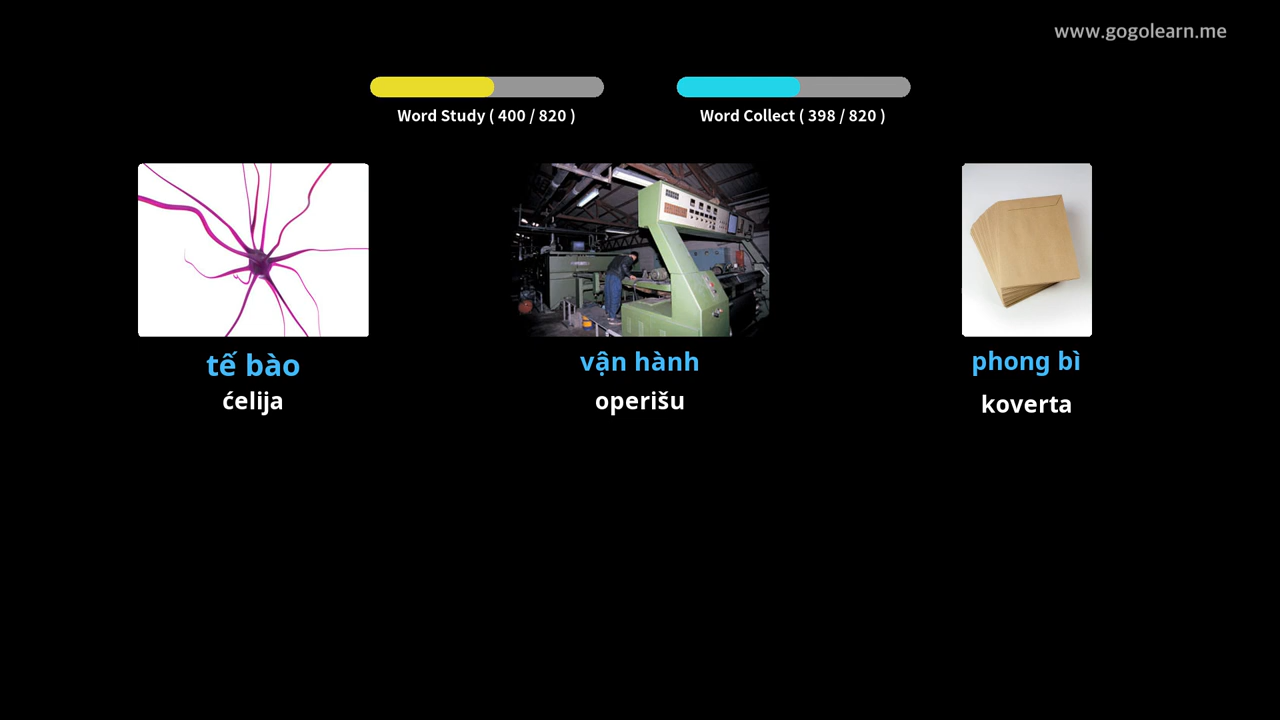 www.gogolearn.me
Word Study ( 400 / 820 )
Word Collect ( 398 / 820 )
tế bào
ćelija
vận hành
operišu
phong bì
koverta